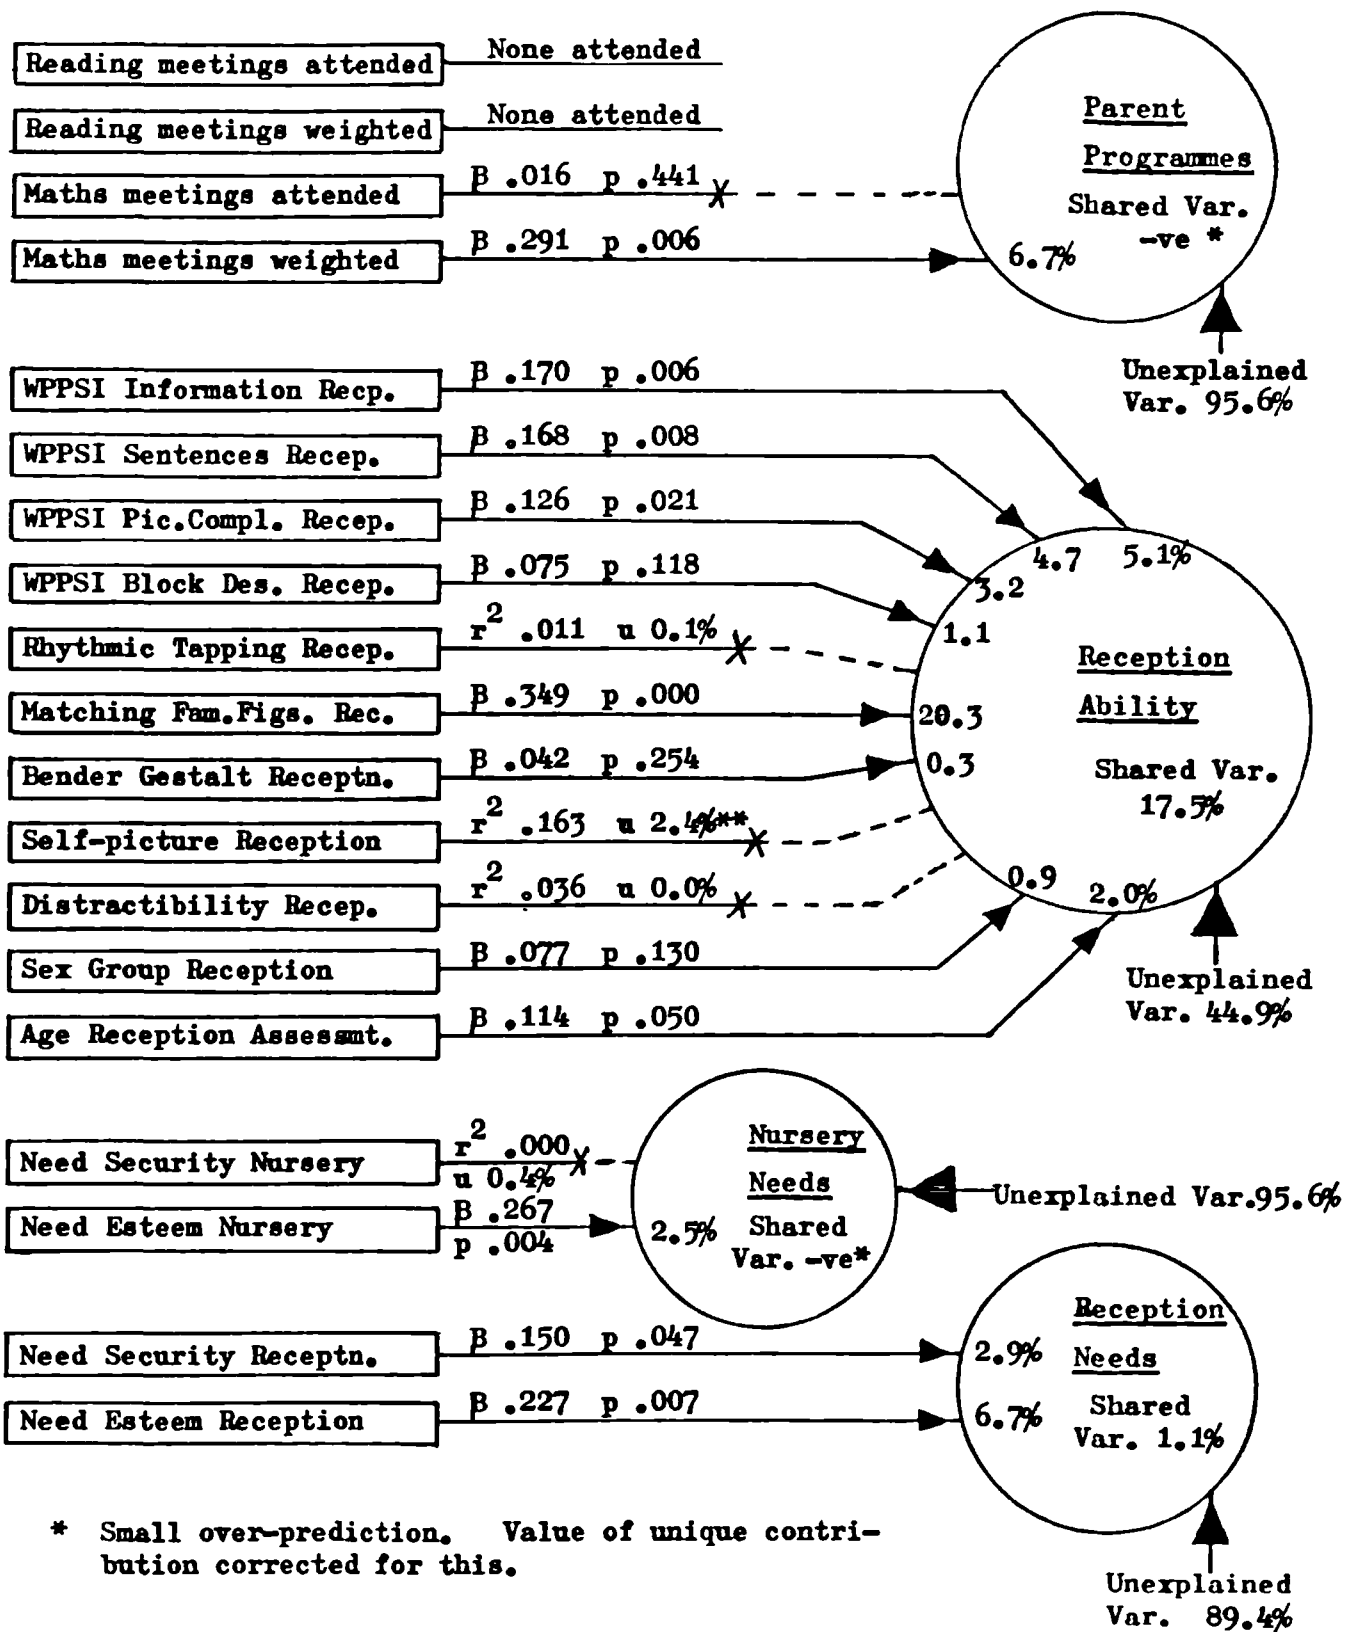 Reading meetings attended None attended
Reading meetings weighted None attended
Maths meetings attended β .016 p .441
Maths meetings weighted β .291 p .006
Parent
Programmes
Shared Var.
-ve *
6.7%
Unexplained
Var. 95.6%
WPPSI Information Recp. β .170 p .006
WPPSI Sentences Recep. β .168 p .008
WPPSI Pic.Compl. Recep. β .126 p .021
WPPSI Block Des. Recep. β .075 p .118
Rhythmic Tapping Recep. r² .011 u 0.1%
Matching Fam.Figs. Rec. β .349 p .000
Bender Gestalt Receptn. β .042 p .254
Self-picture Reception r² .163 u 2.4%**
Distractibility Recep. r² .036 u 0.0%
Sex Group Reception β .077 p .130
Age Reception Assessmt. β .114 p .050
5.1%
4.7
3.2
1.1
20.3
0.3
0.9
2.0%
Reception
Ability
Shared Var.
17.5%
Unexplained
Var. 44.9%
Need Security Nursery r² .000
u 0.4%
Need Esteem Nursery β .267
p .004
2.5%
Nursery
Needs
Shared
Var. -ve*
Unexplained Var.95.6%
Need Security Receptn. β .150 p .047
Need Esteem Reception β .227 p .007
2.9%
6.7%
Reception
Needs
Shared
Var. 1.1%
Unexplained
Var. 89.4%
* Small over-prediction. Value of unique contri-
bution corrected for this.